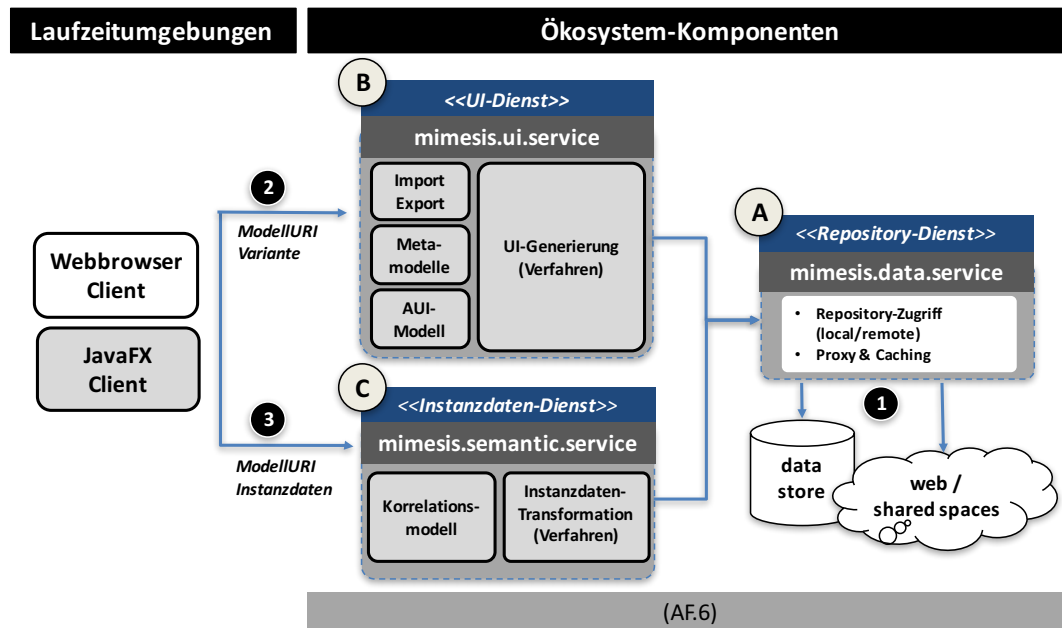 Laufzeitumgebungen
Ökosystem-Komponenten
B
<<UI-Dienst>>
mimesis.ui.service
Import
Export
Meta-
modelle
AUI-
Modell
UI-Generierung
(Verfahren)
2
ModellURI
Variante
Webbrowser
Client
JavaFX
Client
3
ModellURI
Instanzdaten
C
<<Instanzdaten-Dienst>>
mimesis.semantic.service
Korrelations-
modell
Instanzdaten-
Transformation
(Verfahren)
A
<<Repository-Dienst>>
mimesis.data.service
• Repository-Zugriff
(local/remote)
• Proxy & Caching
1
data
store
web /
shared spaces
(AF.6)